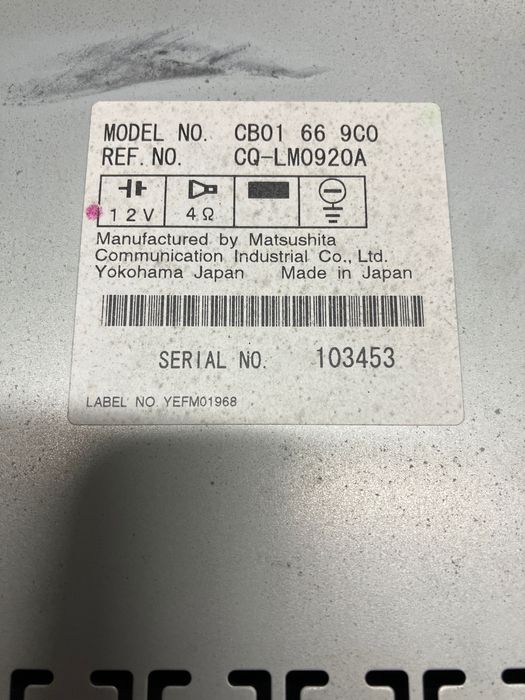 MODEL NO. CB01 66 9C0
REF. NO. CQ-LM0920A
12V 4Ω
Manufactured by Matsushita
Communication Industrial Co., Ltd.
Yokohama Japan Made in Japan
SERIAL NO. 103453
LABEL NO. YEFM01968